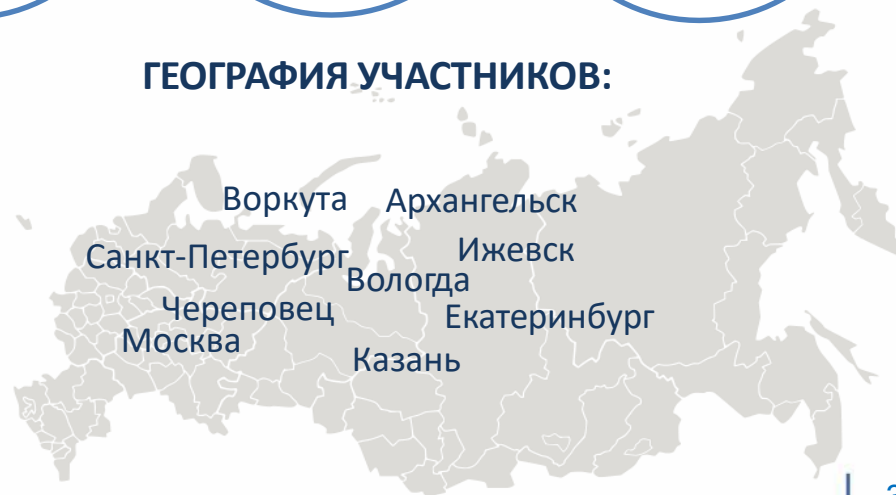 ГЕОГРАФИЯ УЧАСТНИКОВ:
Воркута Архангельск
Санкт-Петербург Ижевск
Вологда
Череповец Екатеринбург
Москва
Казань